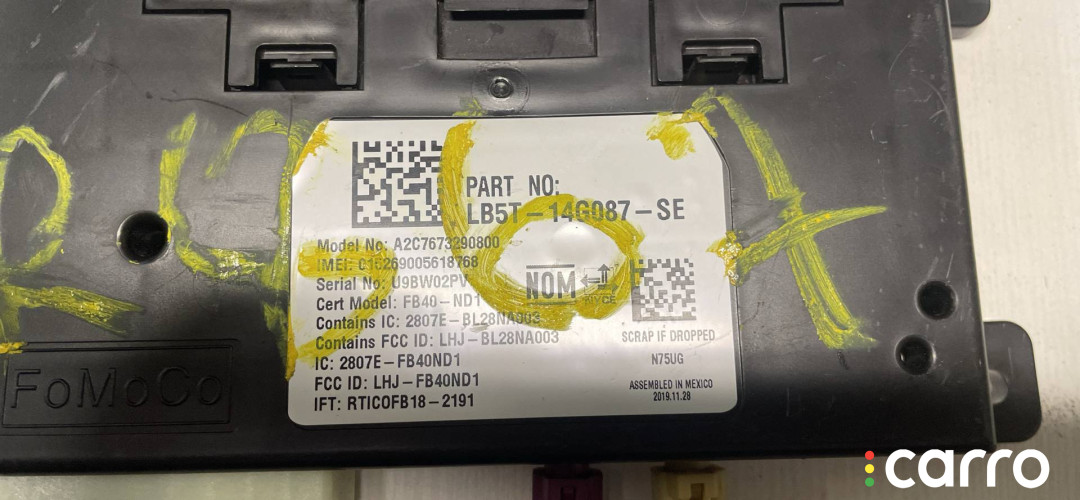 PART NO:
LB5T-14G087-SE
Model No: A2C7673290800
IMEI: 015269005618768
Serial No: U9BW02PV
Cert Model: FB40-ND1
Contains IC: 2807E-BL28NA003
Contains FCC ID: LHJ-BL28NA003
IC: 2807E-FB40ND1
FCC ID: LHJ-FB40ND1
IFT: RTICOFB18-2191
NOM
NYCE
SCRAP IF DROPPED
N75UG
ASSEMBLED IN MEXICO
2019.11.28
FoMoCo
carro